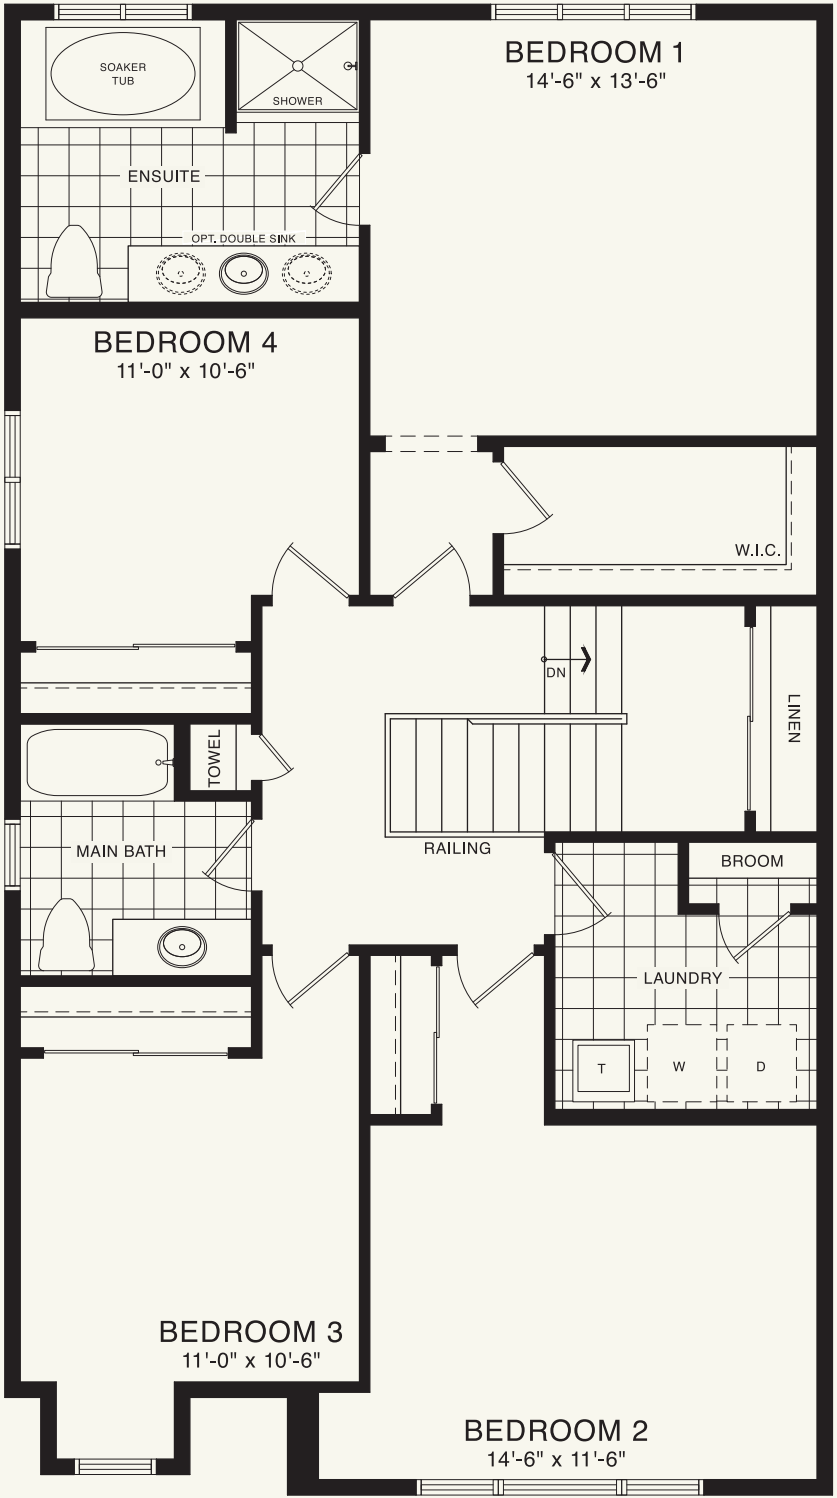 BEDROOM 1
14'-6" x 13'-6"
SOAKER
TUB
SHOWER
ENSUITE
OPT. DOUBLE SINK
BEDROOM 4
11'-0" x 10'-6"
W.I.C.
DN
LINEN
TOWEL
RAILING
MAIN BATH
BROOM
LAUNDRY
T
W
D
BEDROOM 3
11'-0" x 10'-6"
BEDROOM 2
14'-6" x 11'-6"